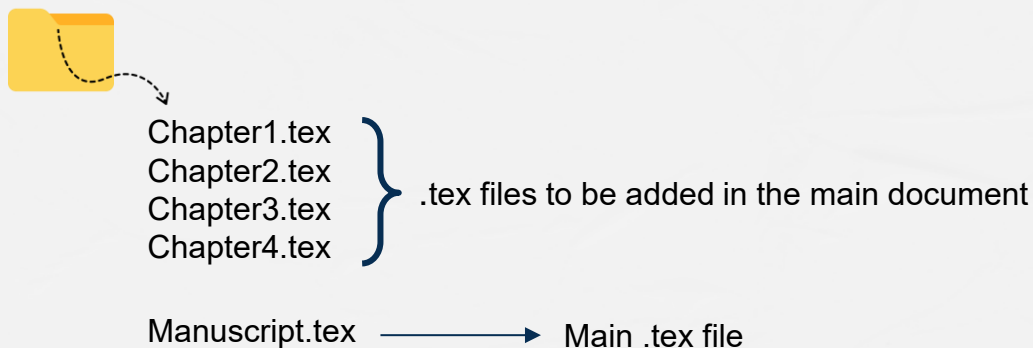 Chapter1.tex
Chapter2.tex
Chapter3.tex
Chapter4.tex
.tex files to be added in the main document
Manuscript.tex
Main .tex file